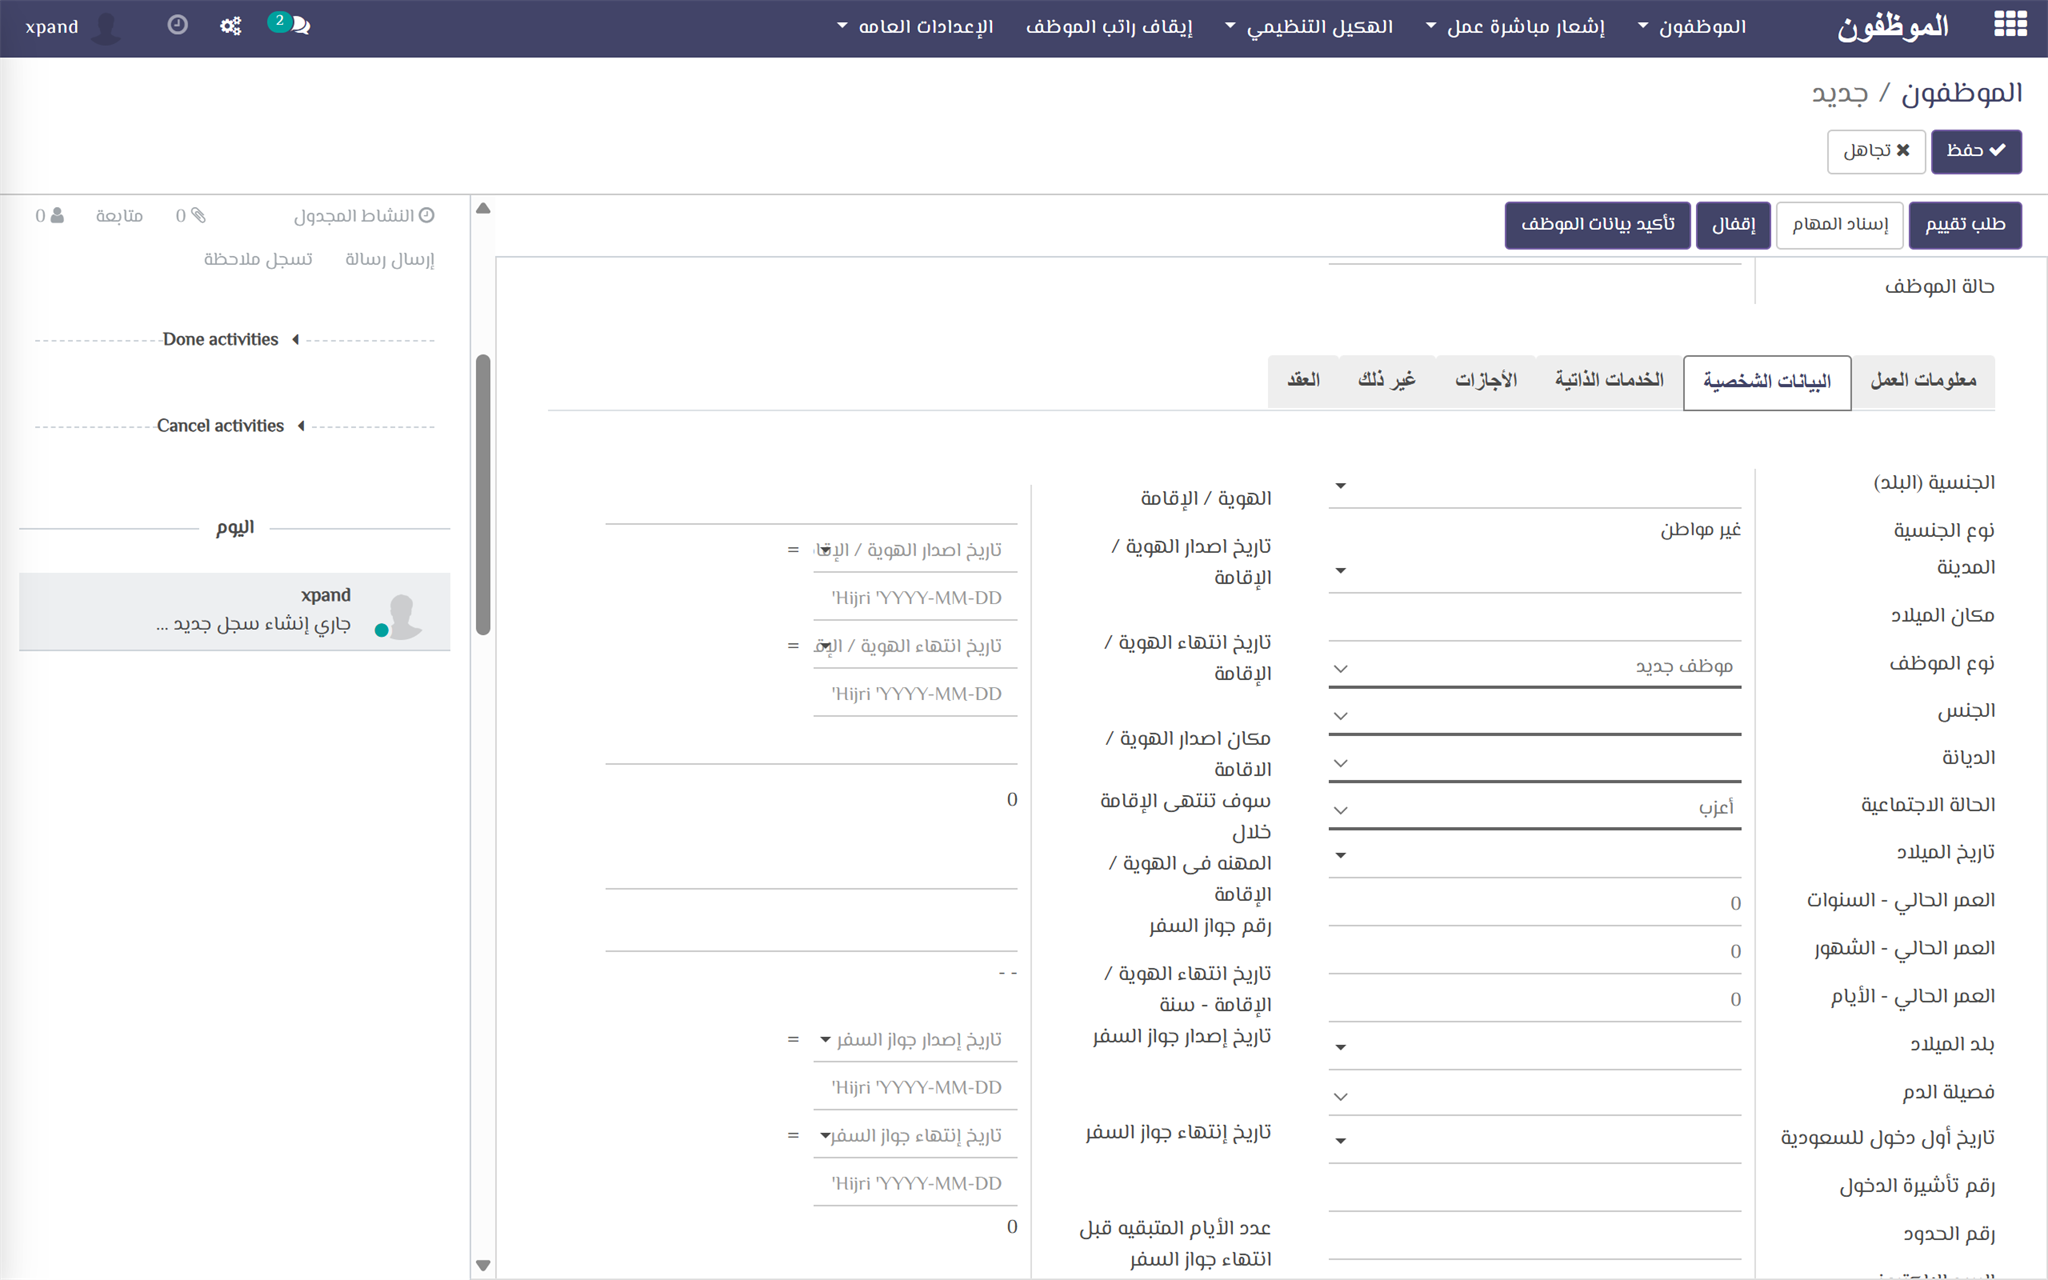 الموظفون
الموظفون
إشعار مباشرة عمل
الهكيل التنظيمي
إيقاف راتب الموظف
الإعدادات العامه
2
xpand
الموظفون / جديد
حفظ
تجاهل
طلب تقييم
إسناد المهام
إقفال
تأكيد بيانات الموظف
حالة الموظف
معلومات العمل
البيانات الشخصية
الخدمات الذاتية
الأجازات
غير ذلك
العقد
الجنسية (البلد)
نوع الجنسية
غير مواطن
المدينة
مكان الميلاد
نوع الموظف
موظف جديد
الجنس
الديانة
الحالة الاجتماعية
أعزب
تاريخ الميلاد
العمر الحالي - السنوات
0
العمر الحالي - الشهور
0
العمر الحالي - الأيام
0
بلد الميلاد
فصيلة الدم
تاريخ أول دخول للسعودية
رقم تأشيرة الدخول
رقم الحدود
الهوية / الإقامة
تاريخ اصدار الهوية /
الإقامة
تاريخ اصدار الهوية /
=
Hijri 'YYYY-MM-DD'
تاريخ انتهاء الهوية /
الإقامة
تاريخ انتهاء الهوية /
=
Hijri 'YYYY-MM-DD'
مكان اصدار الهوية /
الاقامة
سوف تنتهى الإقامة
خلال
0
المهنه فى الهوية /
الإقامة
رقم جواز السفر
تاريخ انتهاء الهوية /
الإقامة - سنة
- -
تاريخ إصدار جواز السفر
تاريخ إصدار جواز السفر
=
Hijri 'YYYY-MM-DD'
تاريخ إنتهاء جواز السفر
تاريخ إنتهاء جواز السفر
=
Hijri 'YYYY-MM-DD'
عدد الأيام المتبقيه قبل
انتهاء جواز السفر
0
النشاط المجدول
0
متابعة
0
إرسال رسالة
تسجل ملاحظة
Done activities
Cancel activities
اليوم
xpand
جاري إنشاء سجل جديد ...